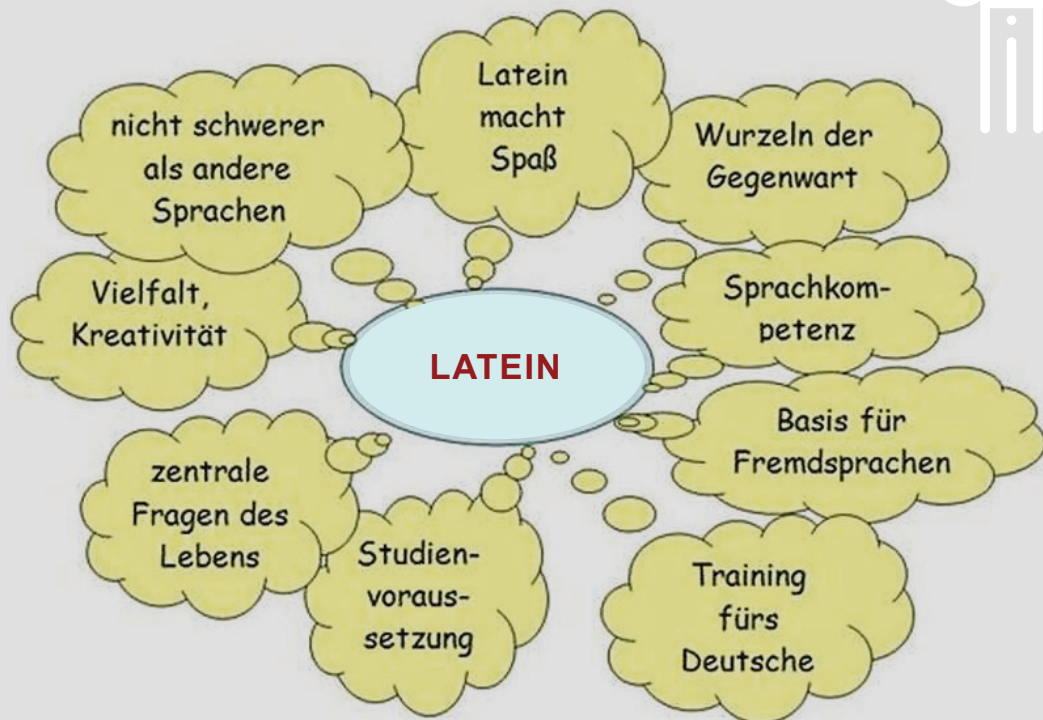 Latein
macht
Spaß
nicht schwerer
als andere
Sprachen
Wurzeln der
Gegenwart
Vielfalt,
Kreativität
Sprachkom-
petenz
LATEIN
Basis für
Fremdsprachen
zentrale
Fragen des
Lebens
Studien-
voraus-
setzung
Training
fürs
Deutsche